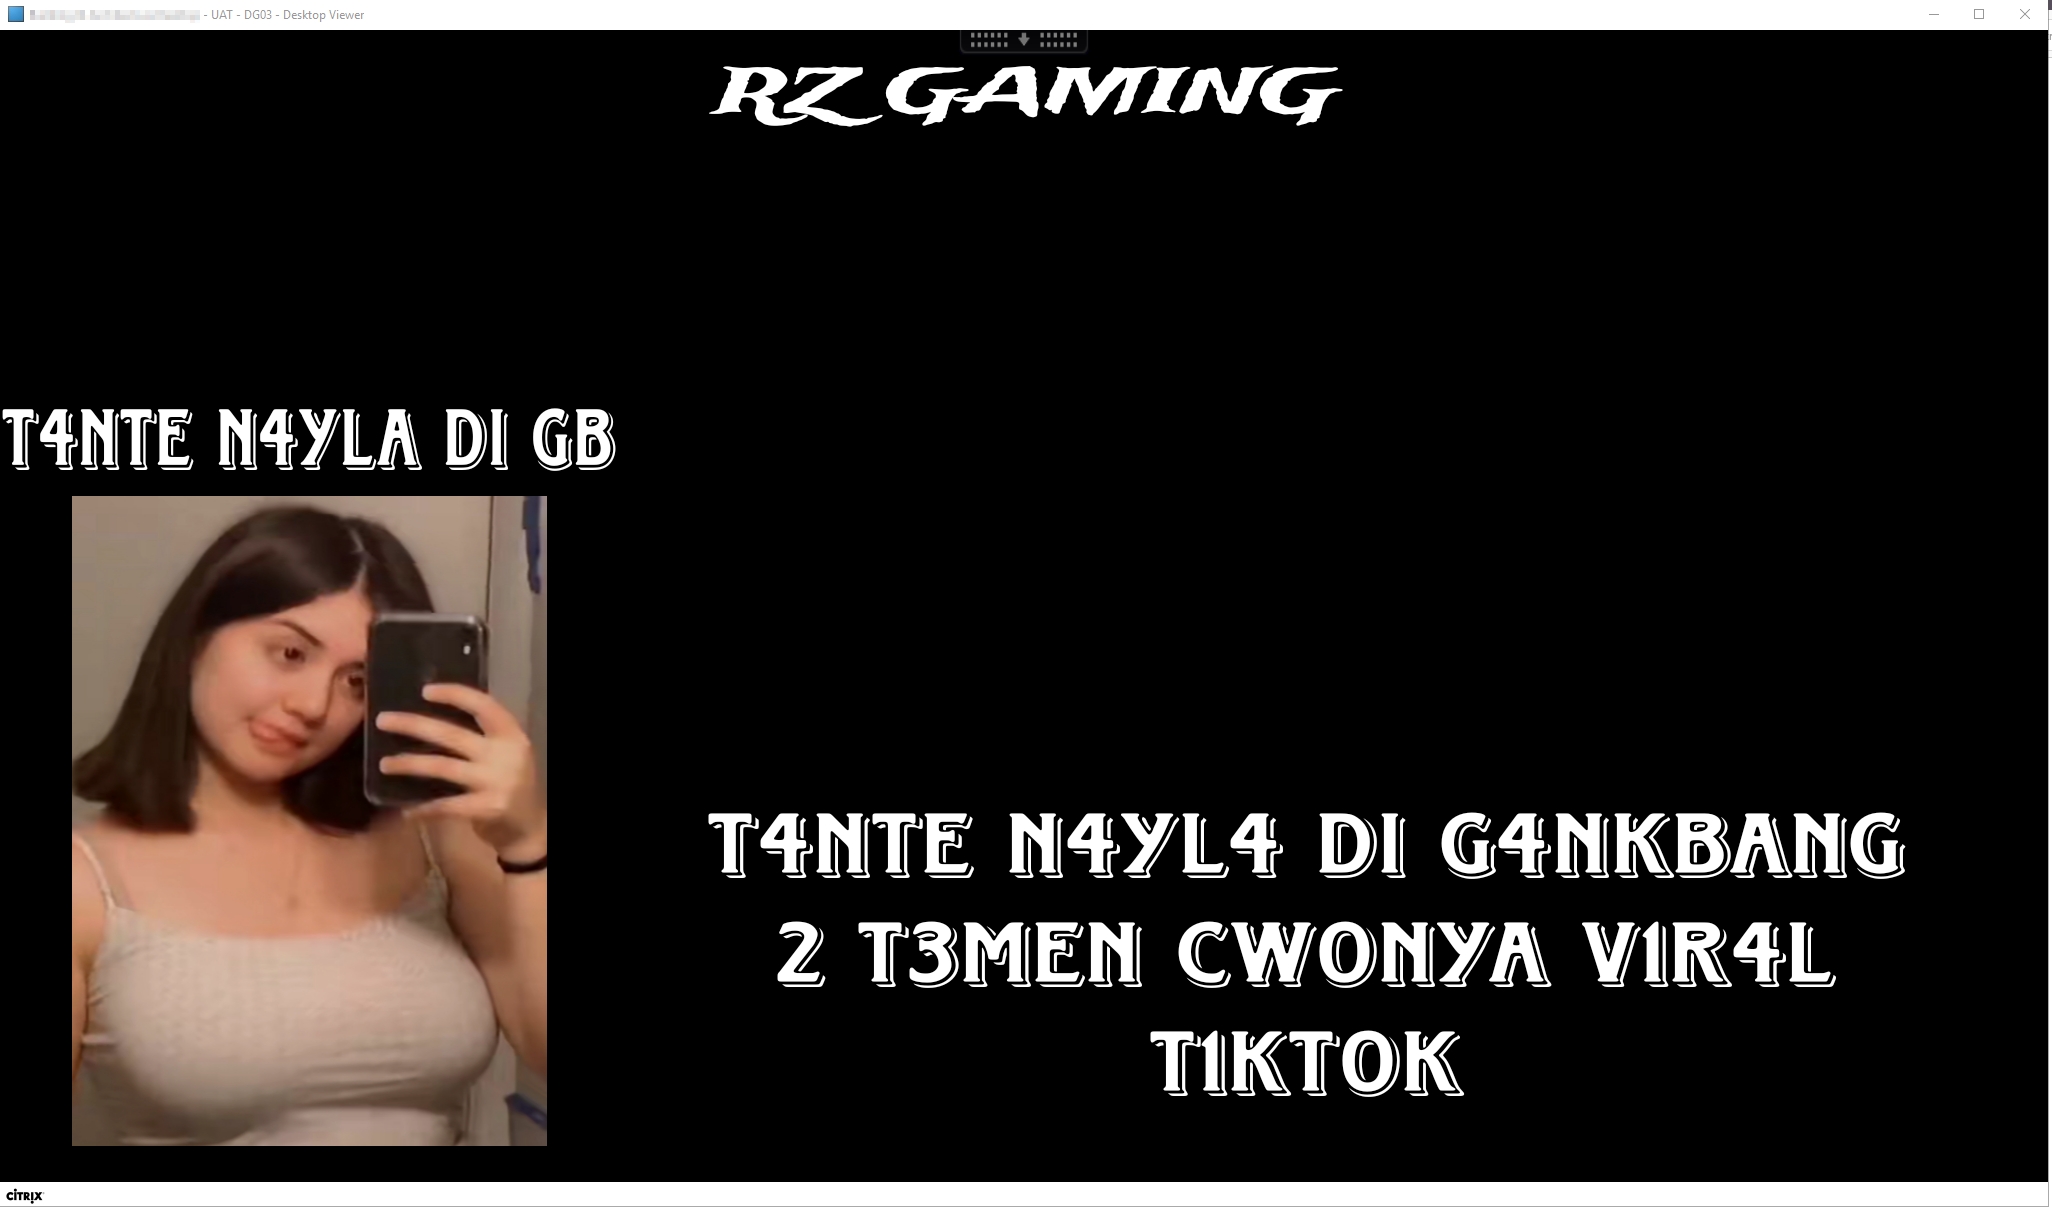 - UAT - DG03 - Desktop Viewer
RZ GAMING
T4NTE N4YLA DI GB
T4NTE N4YL4 DI G4NKBANG
2 T3MEN CWONYA V1R4L
T1KTOK
CITRIX